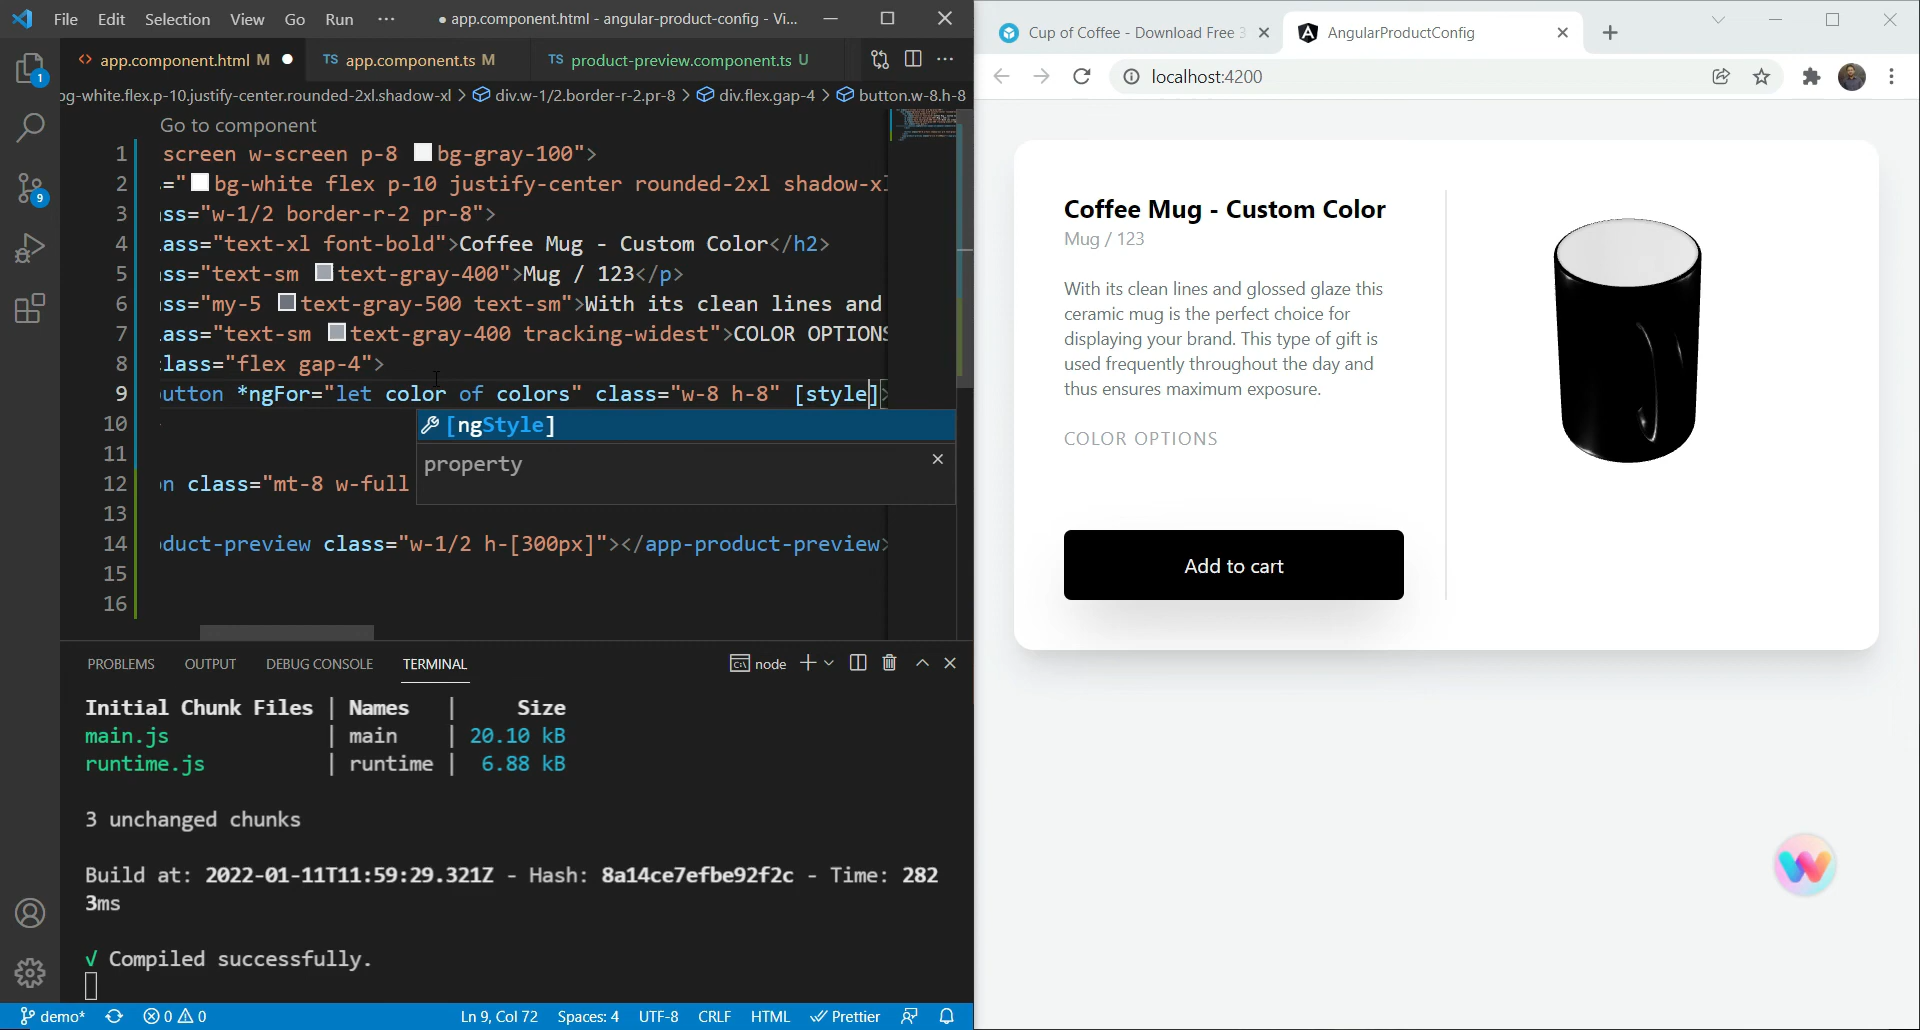 File Edit Selection View Go Run ··· ● app.component.html - angular-product-config - Vi...
<> app.component.html M ● TS app.component.ts M TS product-preview.component.ts U ···
og-white.flex.p-10.justify-center.rounded-2xl.shadow-xl > div.w-1/2.border-r-2.pr-8 > div.flex.gap-4 > button.w-8.h-8
Go to component
1 screen w-screen p-8 bg-gray-100">
2 ="bg-white flex p-10 justify-center rounded-2xl shadow-xl
3 ss="w-1/2 border-r-2 pr-8">
4 ass="text-xl font-bold">Coffee Mug - Custom Color</h2>
5 ss="text-sm text-gray-400">Mug / 123</p>
6 ss="my-5 text-gray-500 text-sm">With its clean lines and
7 ass="text-sm text-gray-400 tracking-widest">COLOR OPTIONS
8 class="flex gap-4">
9 utton *ngFor="let color of colors" class="w-8 h-8" [style]>
10
11
12 n class="mt-8 w-full
13
14 duct-preview class="w-1/2 h-[300px]"></app-product-preview>
15
16
[ngStyle]
property
PROBLEMS OUTPUT DEBUG CONSOLE TERMINAL node
Initial Chunk Files | Names | Size
main.js | main | 20.10 kB
runtime.js | runtime | 6.88 kB
3 unchanged chunks
Build at: 2022-01-11T11:59:29.321Z - Hash: 8a14ce7efbe92f2c - Time: 282
3ms
√ Compiled successfully.
1
9
demo* 0 0 Ln 9, Col 72 Spaces: 4 UTF-8 CRLF HTML Prettier
Cup of Coffee - Download Free 3 AngularProductConfig
localhost:4200
Coffee Mug - Custom Color
Mug / 123
With its clean lines and glossed glaze this
ceramic mug is the perfect choice for
displaying your brand. This type of gift is
used frequently throughout the day and
thus ensures maximum exposure.
COLOR OPTIONS
Add to cart